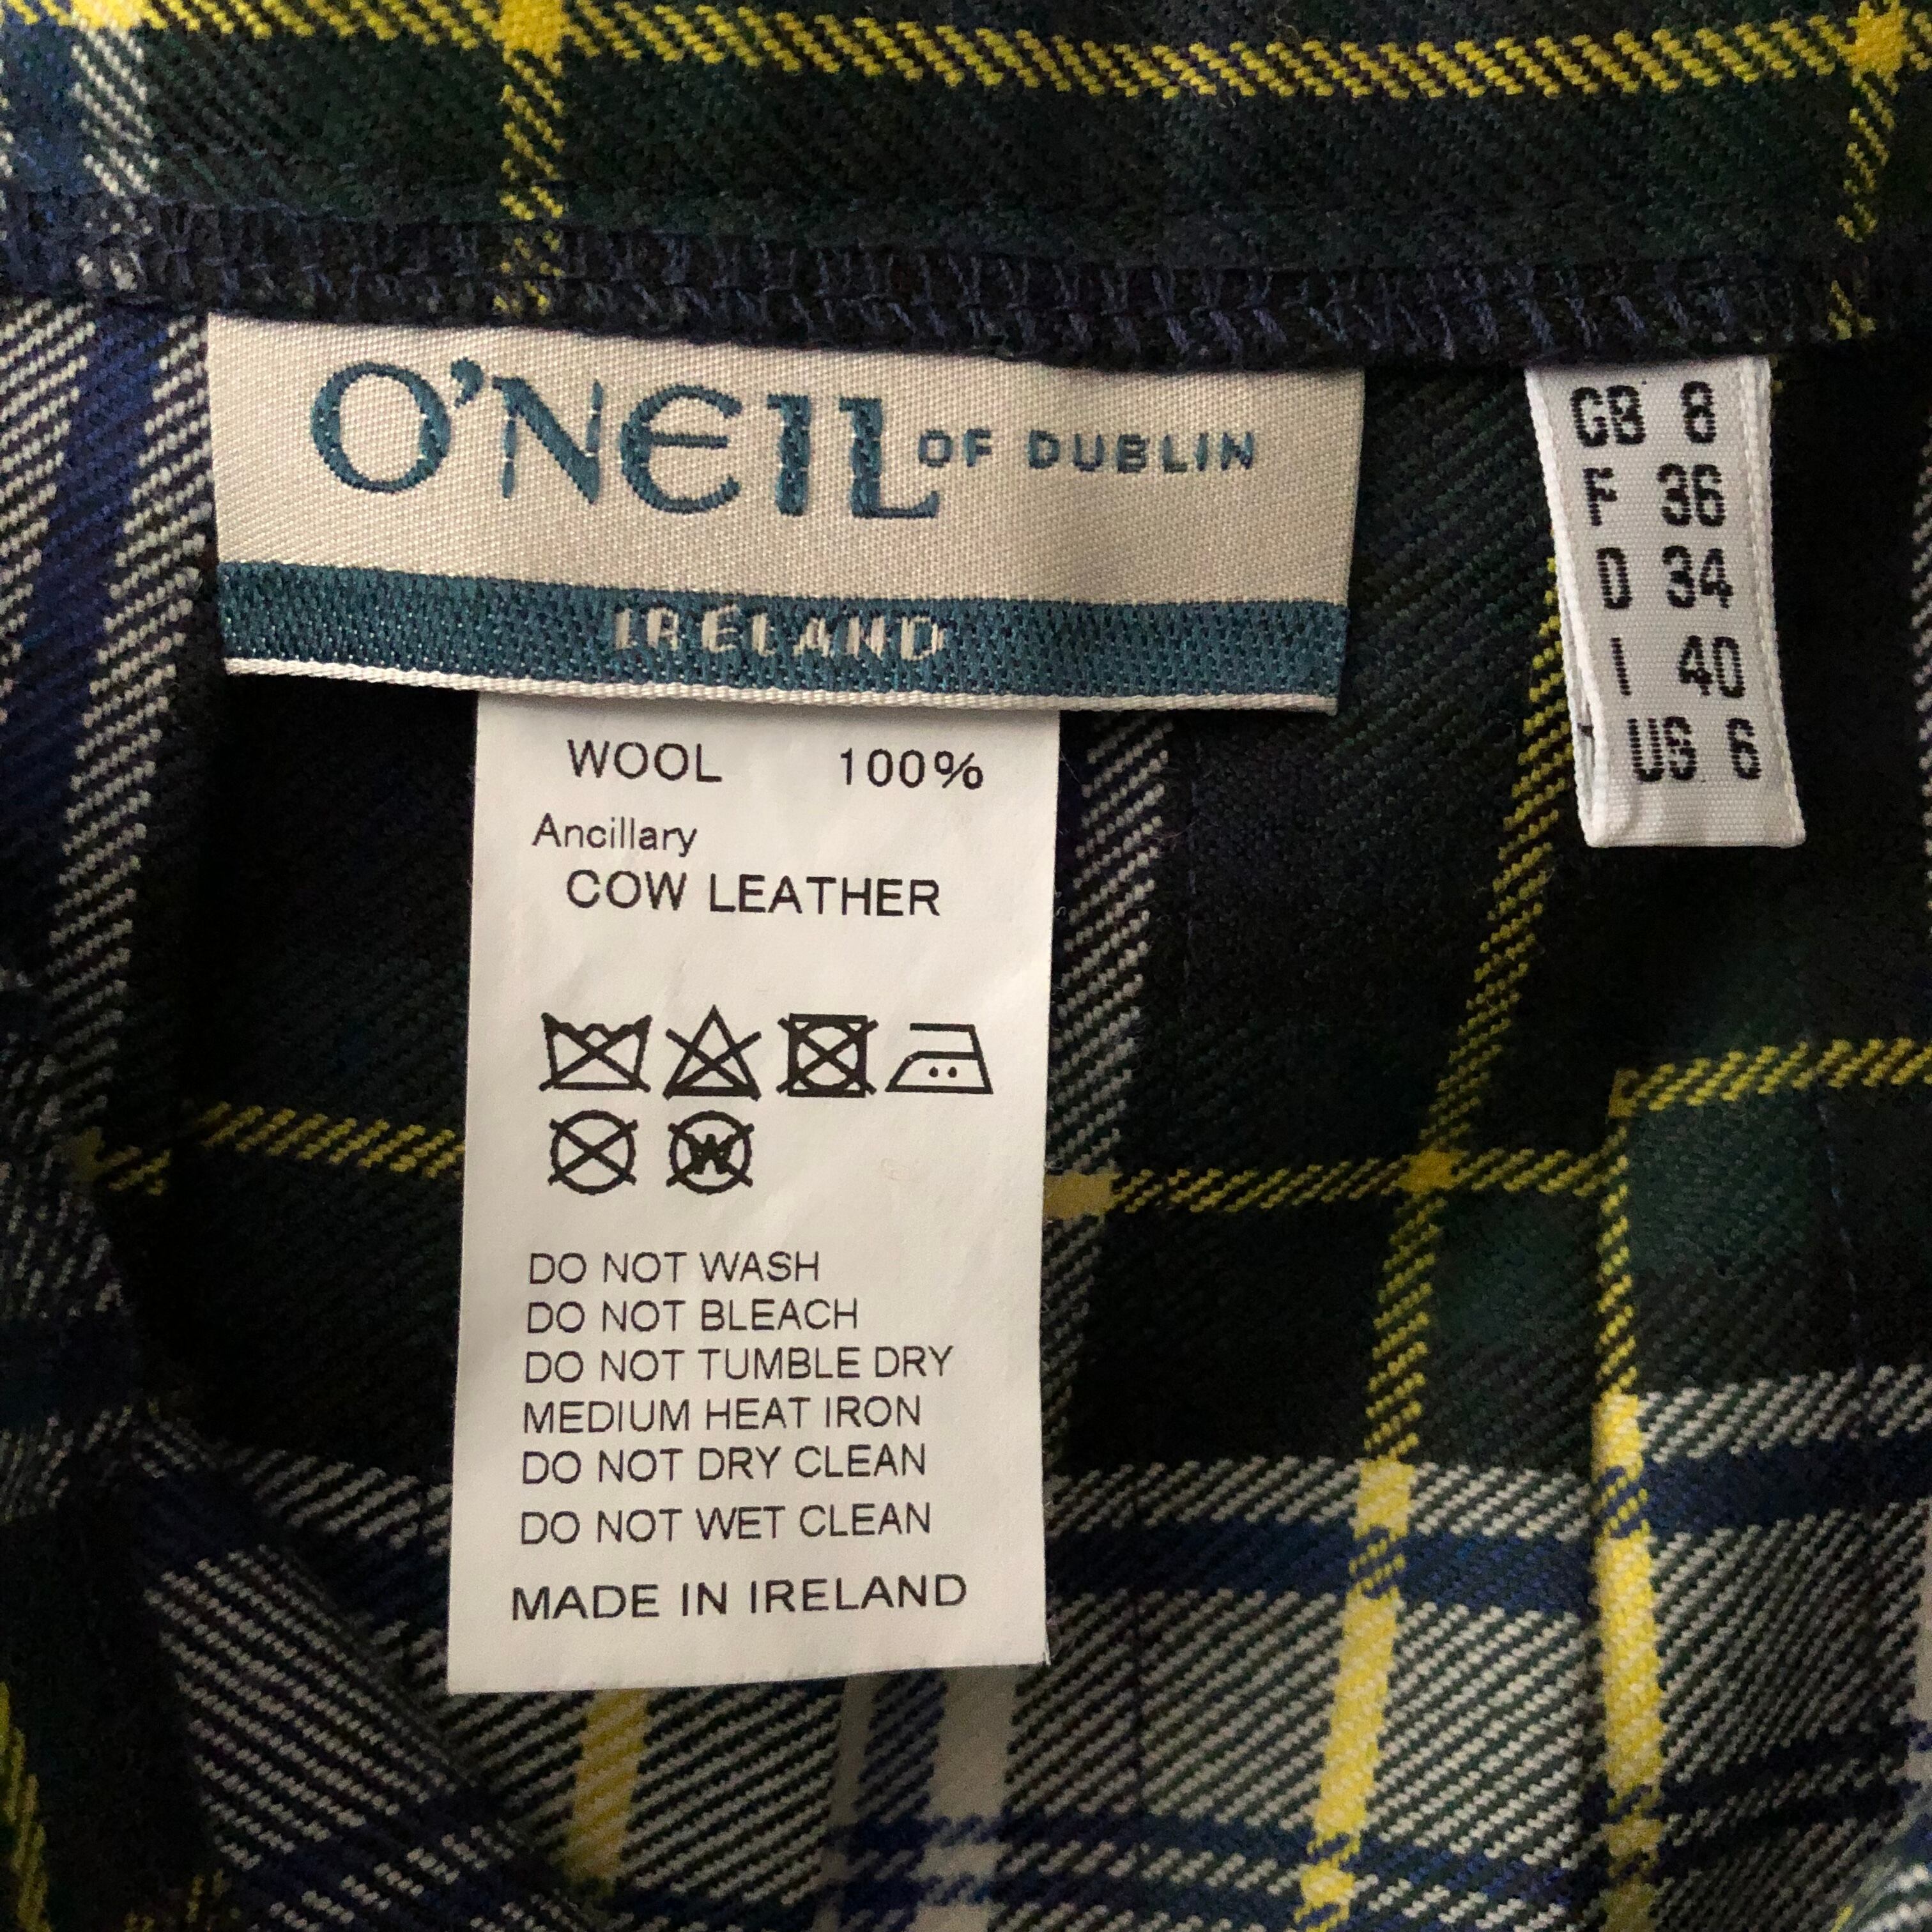 O'NEIL OF DUBLIN
IRELAND
GB 8
F 36
D 34
I 40
US 6
WOOL 100%
Ancillary
COW LEATHER
W
DO NOT WASH
DO NOT BLEACH
DO NOT TUMBLE DRY
MEDIUM HEAT IRON
DO NOT DRY CLEAN
DO NOT WET CLEAN
MADE IN IRELAND